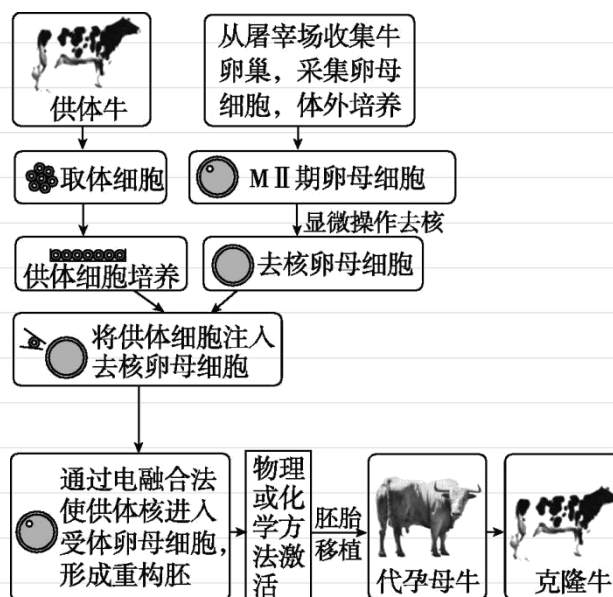 供体牛
从屠宰场收集牛
卵巢，采集卵母
细胞，体外培养
取体细胞
MⅡ期卵母细胞
显微操作去核
供体细胞培养
去核卵母细胞
将供体细胞注入
去核卵母细胞
通过电融合法
使供体核进入
受体卵母细胞，
形成重构胚
物理
或化
学方
法激
活
胚胎
移植
代孕母牛
克隆牛